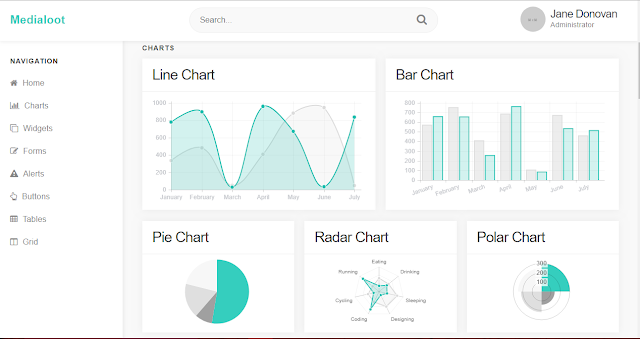 Medialoot
Search...
Jane Donovan
Administrator
NAVIGATION
Home
Charts
Widgets
Forms
Alerts
Buttons
Tables
Grid
CHARTS
Line Chart
1000
800
600
400
200
0
January February March April May June July
Bar Chart
800
700
600
500
400
300
200
100
0
January February March April May June July
Pie Chart
Radar Chart
Eating
Running Drinking
Cycling Sleeping
Coding Designing
Polar Chart
300
200
100